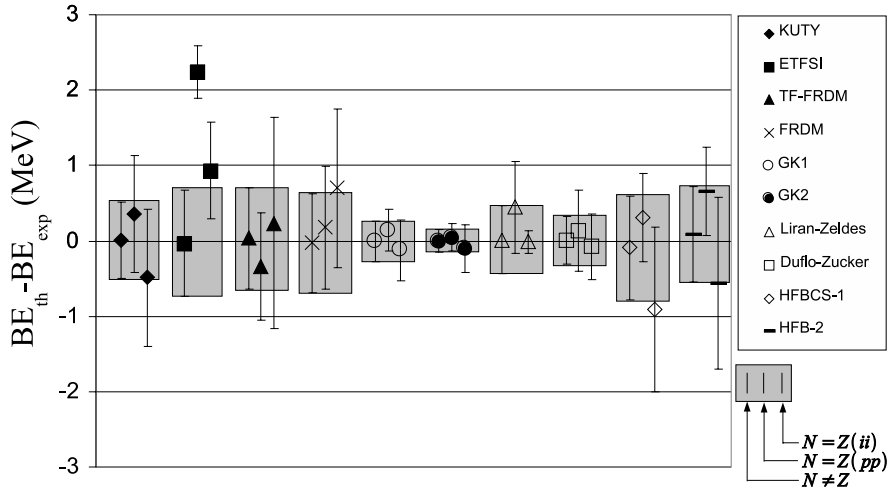 BE_th -BE_exp (MeV)
3
2
1
0
-1
-2
-3
KUTY
ETFSI
TF-FRDM
FRDM
GK1
GK2
Liran-Zeldes
Duflo-Zucker
HFBCS-1
HFB-2
N = Z(ii)
N = Z(pp)
N ≠ Z